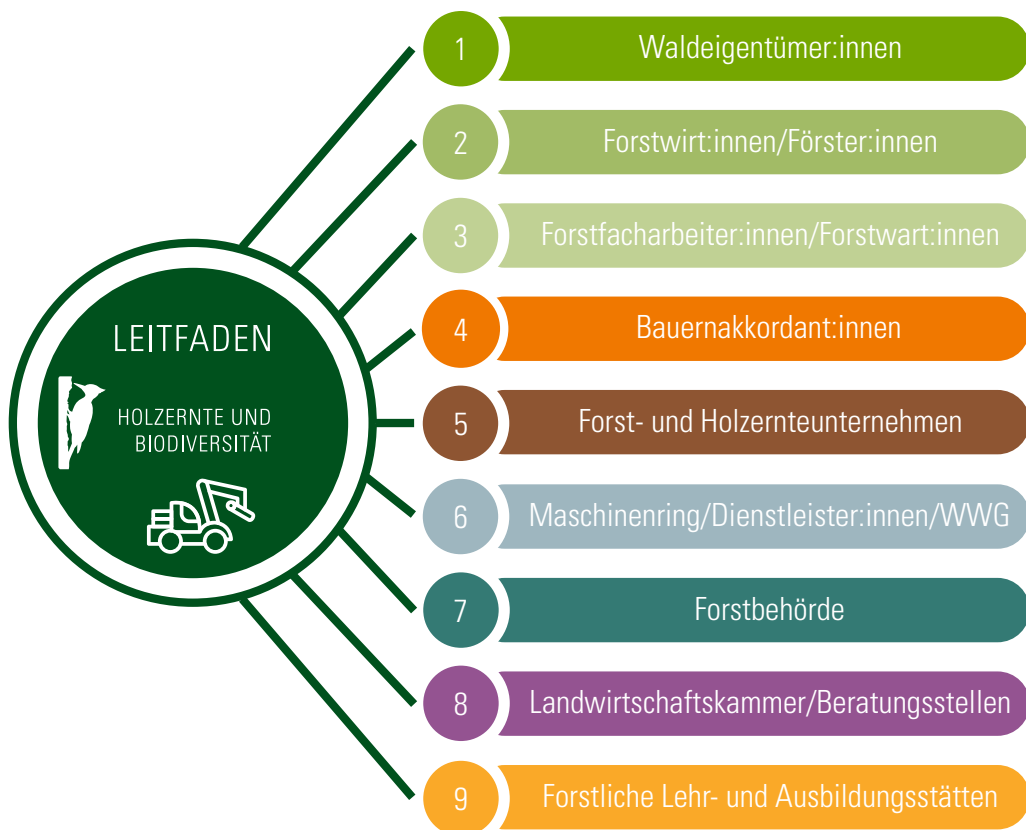 LEITFADEN
HOLZERNTE UND
BIODIVERSITÄT
1 Waldeigentümer:innen
2 Forstwirt:innen/Förster:innen
3 Forstfacharbeiter:innen/Forstwart:innen
4 Bauernakkordant:innen
5 Forst- und Holzernteunternehmen
6 Maschinenring/Dienstleister:innen/WWG
7 Forstbehörde
8 Landwirtschaftskammer/Beratungsstellen
9 Forstliche Lehr- und Ausbildungsstätten